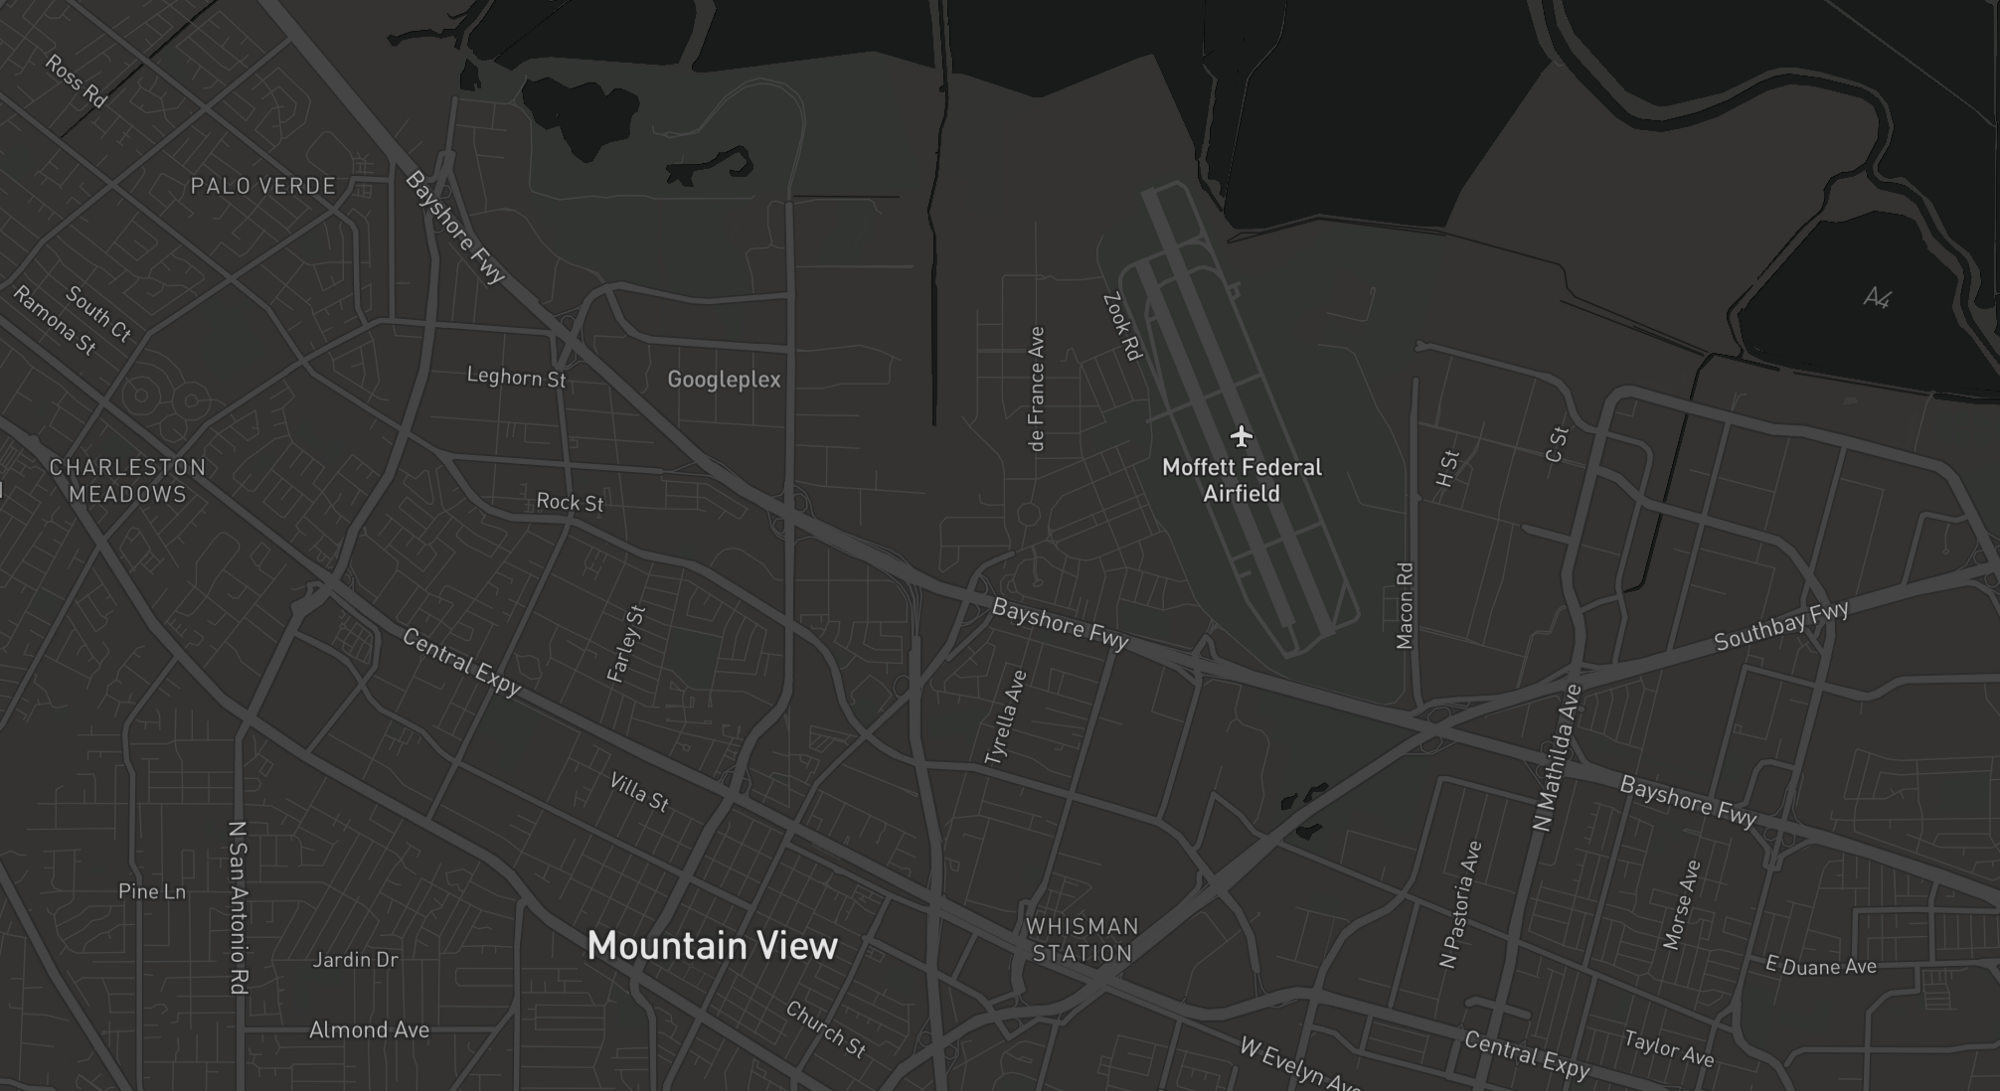 Ross Rd
PALO VERDE
Bayshore Fwy
South Ct
Ramona St
A4
Zook Rd
de France Ave
Leghorn St
Googleplex
Moffett Federal
Airfield
C St
H St
CHARLESTON
MEADOWS
Rock St
Macon Rd
Bayshore Fwy
Southbay Fwy
Farley St
Central Expy
Tyrella Ave
N Mathilda Ave
Villa St
Bayshore Fwy
N San Antonio Rd
Pine Ln
N Pastoria Ave
Morse Ave
Mountain View
WHISMAN
STATION
Jardin Dr
E Duane Ave
Almond Ave
Church St
W Evelyn Ave
Central Expy
Taylor Ave